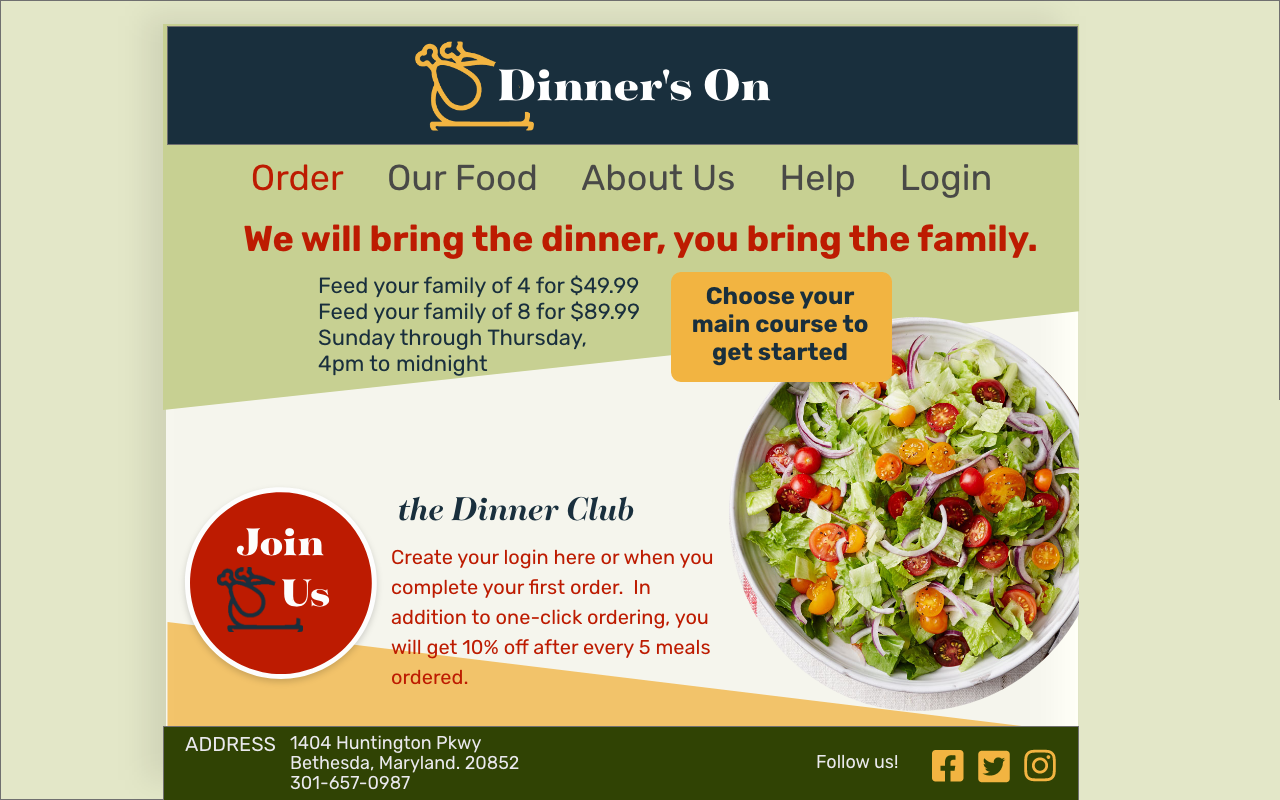 Dinner's On
Order Our Food About Us Help Login
We will bring the dinner, you bring the family.
Feed your family of 4 for $49.99
Feed your family of 8 for $89.99
Sunday through Thursday,
4pm to midnight
Choose your
main course to
get started
Join
Us
the Dinner Club
Create your login here or when you
complete your first order.  In
addition to one-click ordering, you
will get 10% off after every 5 meals
ordered.
ADDRESS
1404 Huntington Pkwy
Bethesda, Maryland. 20852
301-657-0987
Follow us!